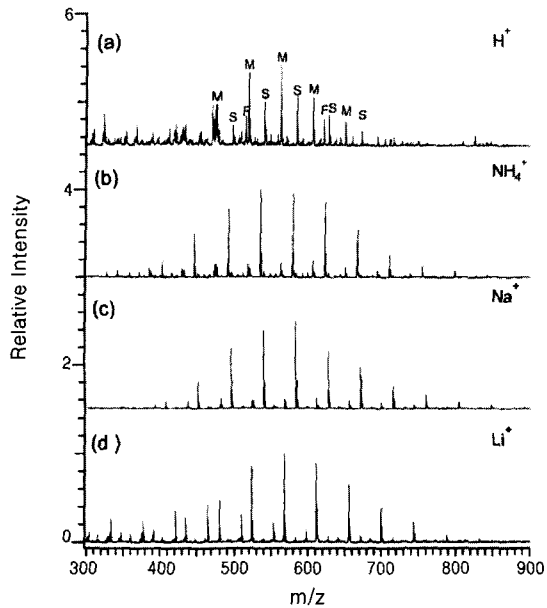 6
(a)
H+
M
M
M
M
M
S
F
S
S
F
S
S
(b)
4
NH4+
(c)
Na+
2
(d )
Li+
0
Relative Intensity
300 400 500 600 700 800 900
m/z